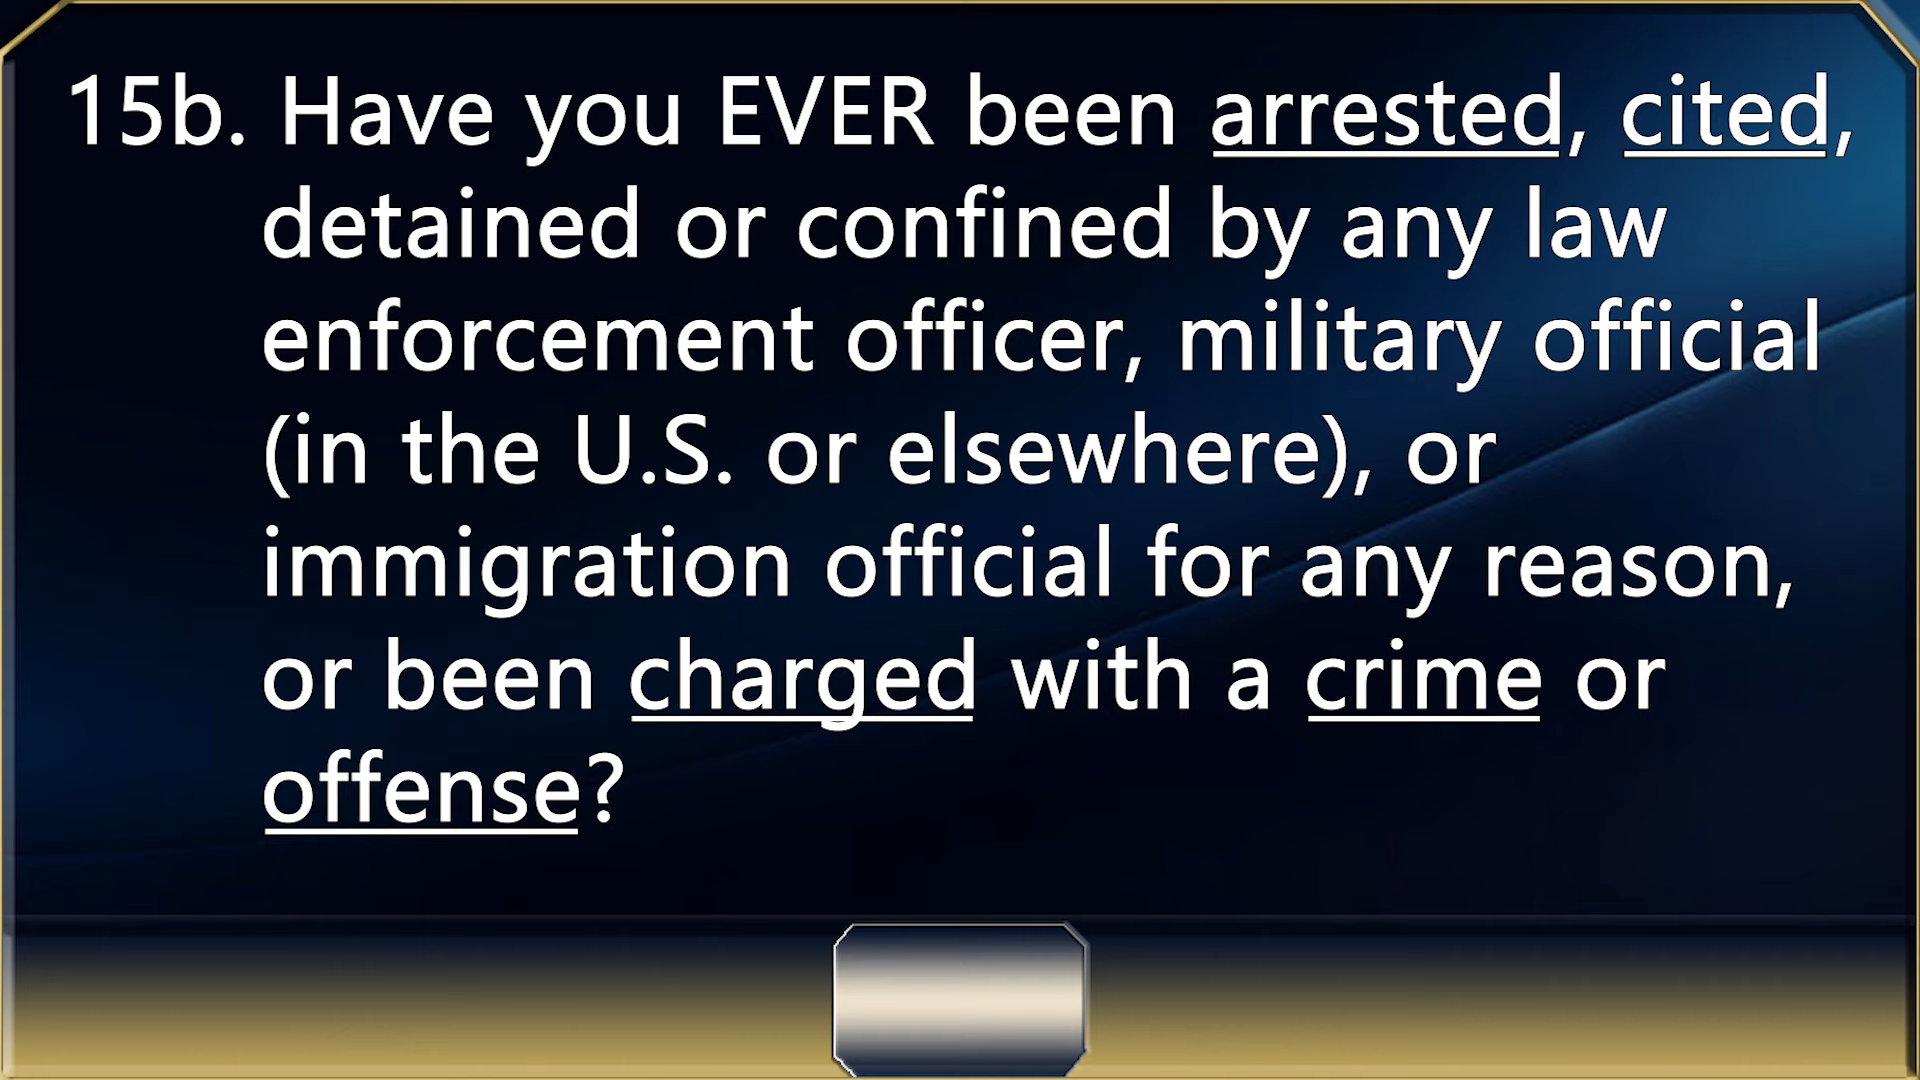 15b. Have you EVER been arrested, cited,
detained or confined by any law
enforcement officer, military official
(in the U.S. or elsewhere), or
immigration official for any reason,
or been charged with a crime or
offense?